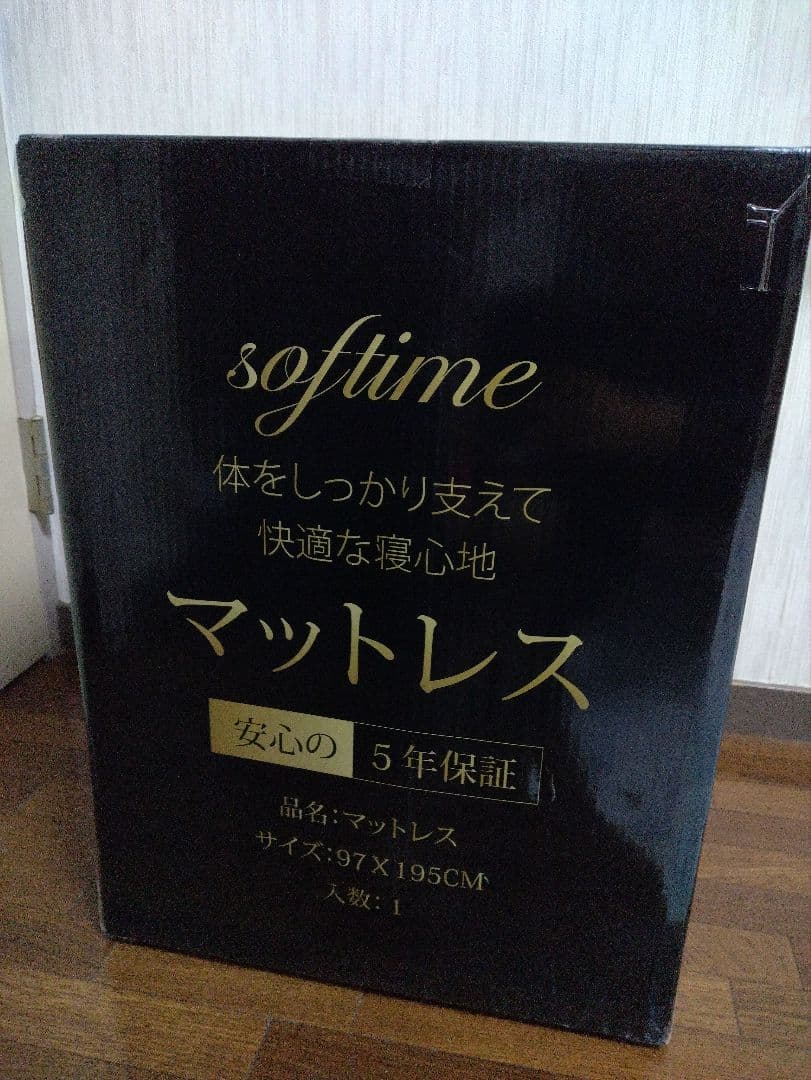 softime
体をしっかり支えて
快適な寝心地
マットレス
安心の 5年保証
品名:マットレス
サイズ:97X195CM
入数: 1